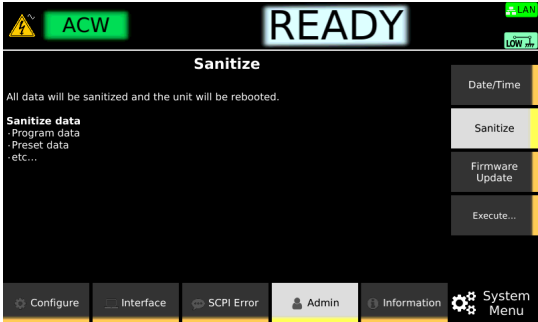 ACW
READY
LAN
LOW
Sanitize
All data will be sanitized and the unit will be rebooted.
Sanitize data
·Program data
·Preset data
·etc...
Date/Time
Sanitize
Firmware
Update
Execute...
Configure
Interface
SCPI Error
Admin
Information
System
Menu